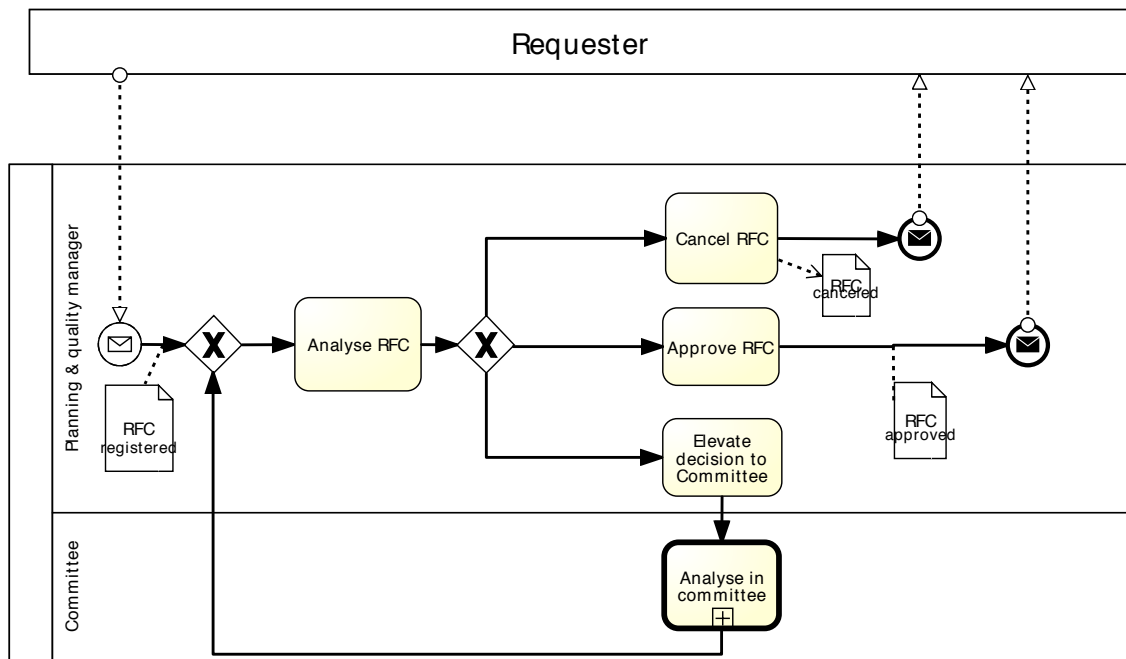 Requester
Planning & quality manager
Cancel RFC
RFC
cancered
Analyse RFC
Approve RFC
RFC
registered
RFC
approved
Elevate
decision to
Committee
Committee
Analyse in
committee